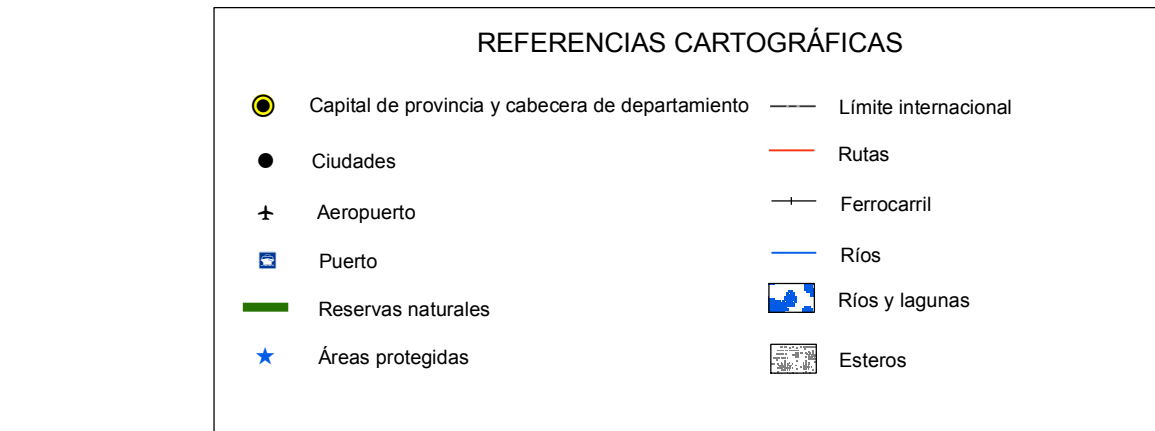 REFERENCIAS CARTOGRÁFICAS
Capital de provincia y cabecera de departamiento
Ciudades
Aeropuerto
Puerto
Reservas naturales
Áreas protegidas
Límite internacional
Rutas
Ferrocarril
Ríos
Ríos y lagunas
Esteros